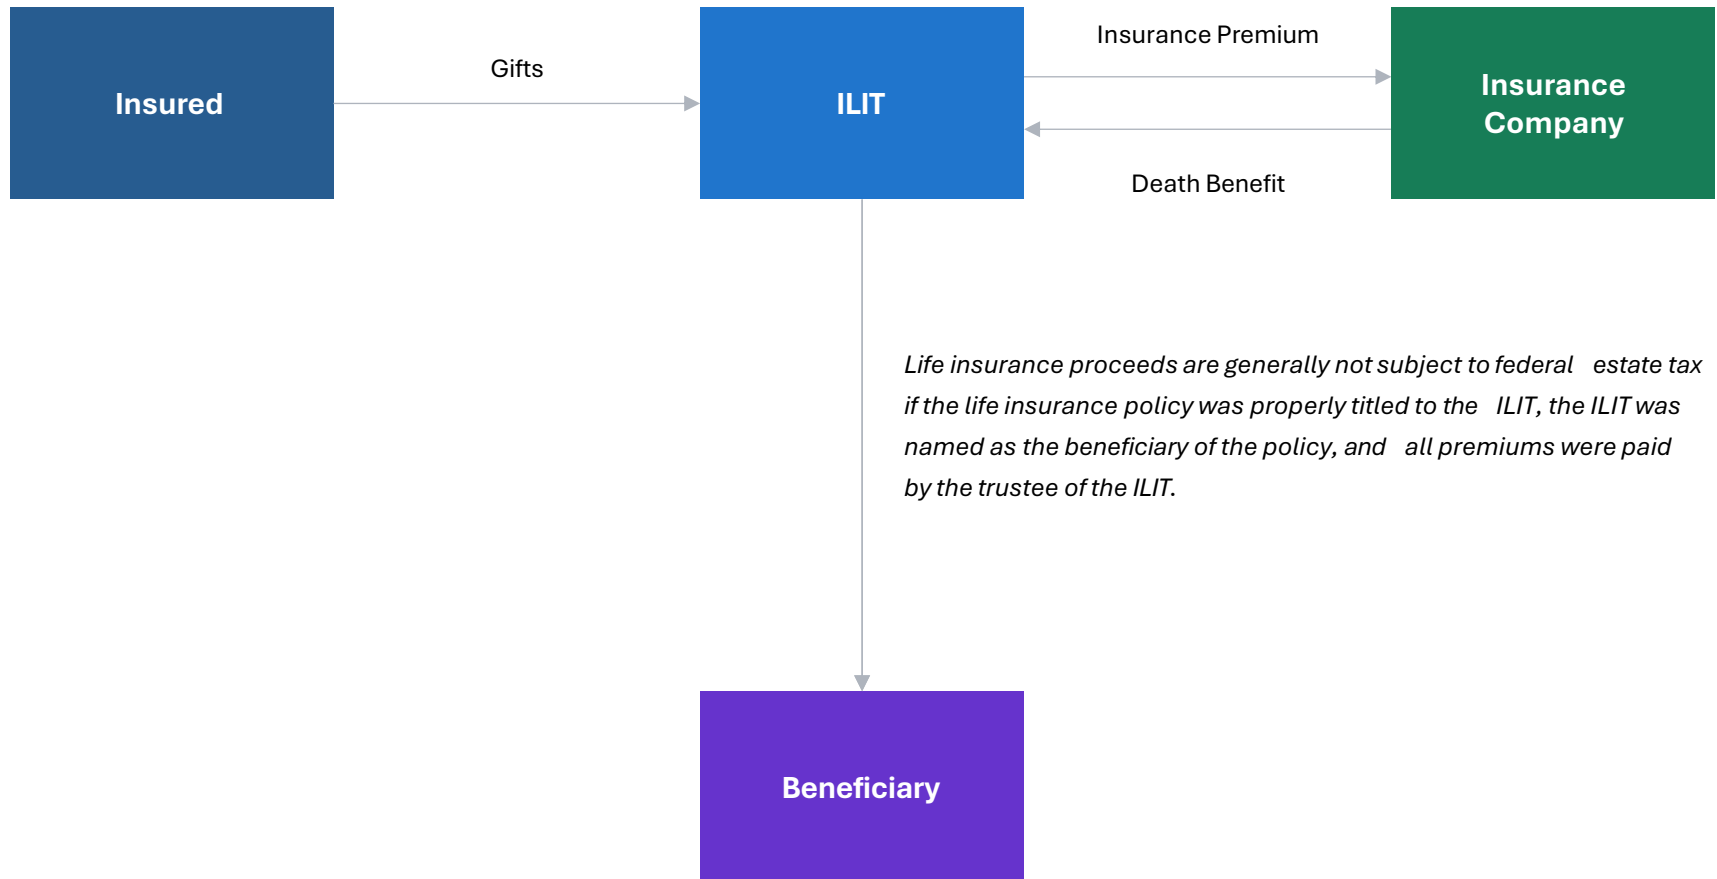 Insured
Gifts
ILIT
Insurance Premium
Death Benefit
Insurance
Company
Life insurance proceeds are generally not subject to federal estate tax
if the life insurance policy was properly titled to the ILIT, the ILIT was
named as the beneficiary of the policy, and all premiums were paid
by the trustee of the ILIT.
Beneficiary